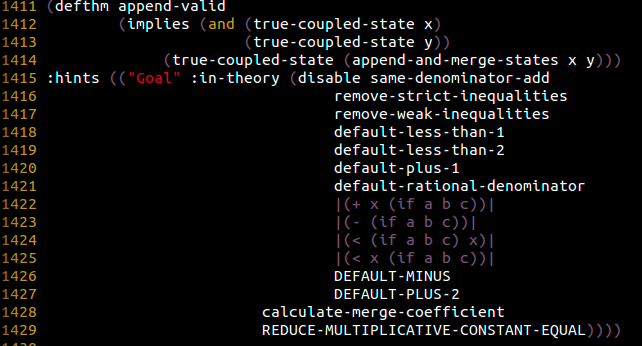 1411 (defthm append-valid
1412 (implies (and (true-coupled-state x)
1413 (true-coupled-state y))
1414 (true-coupled-state (append-and-merge-states x y)))
1415 :hints (("Goal" :in-theory (disable same-denominator-add
1416 remove-strict-inequalities
1417 remove-weak-inequalities
1418 default-less-than-1
1419 default-less-than-2
1420 default-plus-1
1421 default-rational-denominator
1422 |(+ x (if a b c))|
1423 |(- (if a b c))|
1424 |(< (if a b c) x)|
1425 |(< x (if a b c))|
1426 DEFAULT-MINUS
1427 DEFAULT-PLUS-2
1428 calculate-merge-coefficient
1429 REDUCE-MULTIPLICATIVE-CONSTANT-EQUAL))))